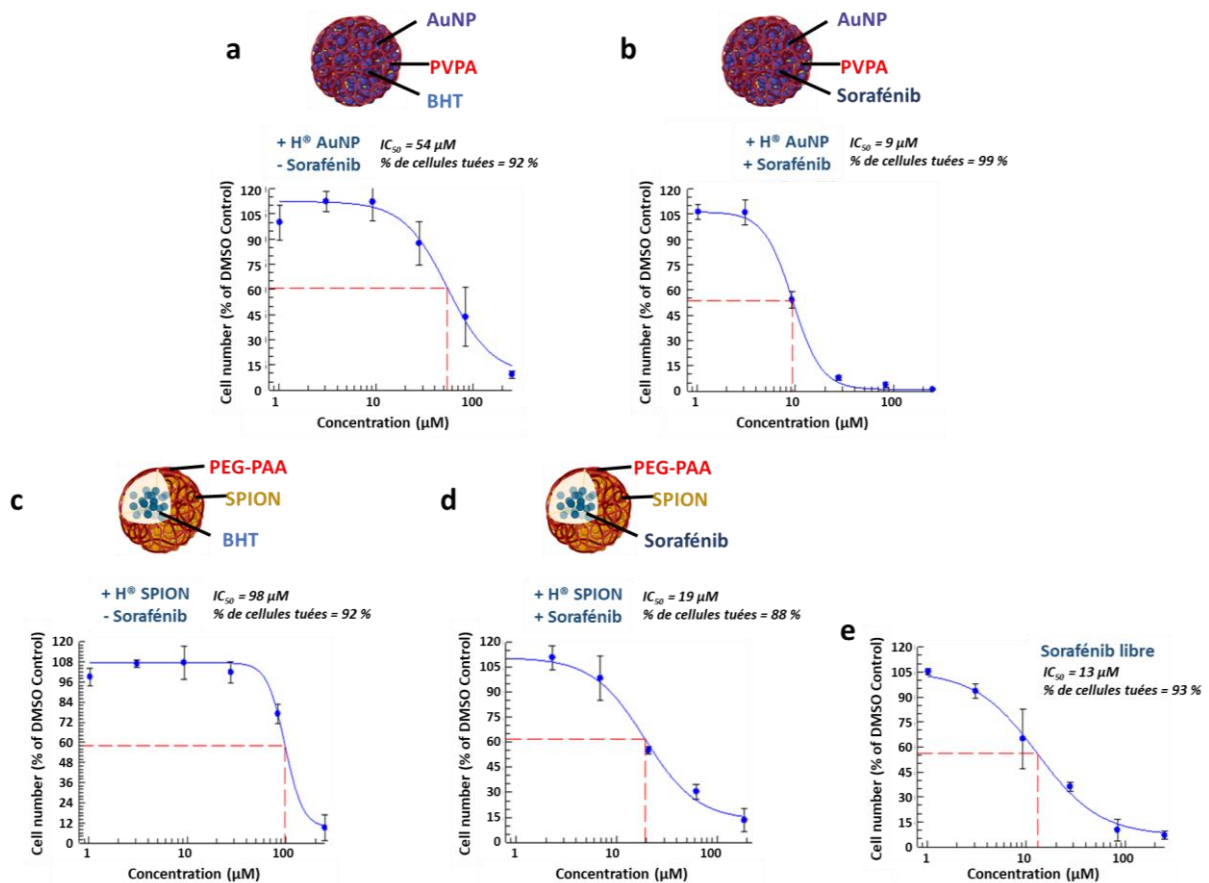 a
AuNP
PVPA
BHT
+ H® AuNP
- Sorafénib
IC50 = 54 µM
% de cellules tuées = 92 %
Cell number (% of DMSO Control)
120
105
90
75
60
45
30
15
0
1
10
100
Concentration (µM)
b
AuNP
PVPA
Sorafénib
+ H® AuNP
+ Sorafénib
IC50 = 9 µM
% de cellules tuées = 99 %
Cell number (% of DMSO Control)
120
105
90
75
60
45
30
15
0
1
10
100
Concentration (µM)
c
PEG-PAA
SPION
BHT
+ H® SPION
- Sorafénib
IC50 = 98 µM
% de cellules tuées = 92 %
Cell number (% of DMSO Control)
120
108
96
84
72
60
48
36
24
12
0
1
10
100
Concentration (µM)
d
PEG-PAA
SPION
Sorafénib
+ H® SPION
+ Sorafénib
IC50 = 19 µM
% de cellules tuées = 88 %
Cell number (% of DMSO Control)
120
105
90
75
60
45
30
15
0
1
10
100
Concentration (µM)
e
Sorafénib libre
IC50 = 13 µM
% de cellules tuées = 93 %
Cell number (% of DMSO Control)
120
105
90
75
60
45
30
15
0
1
10
100
Concentration (µM)